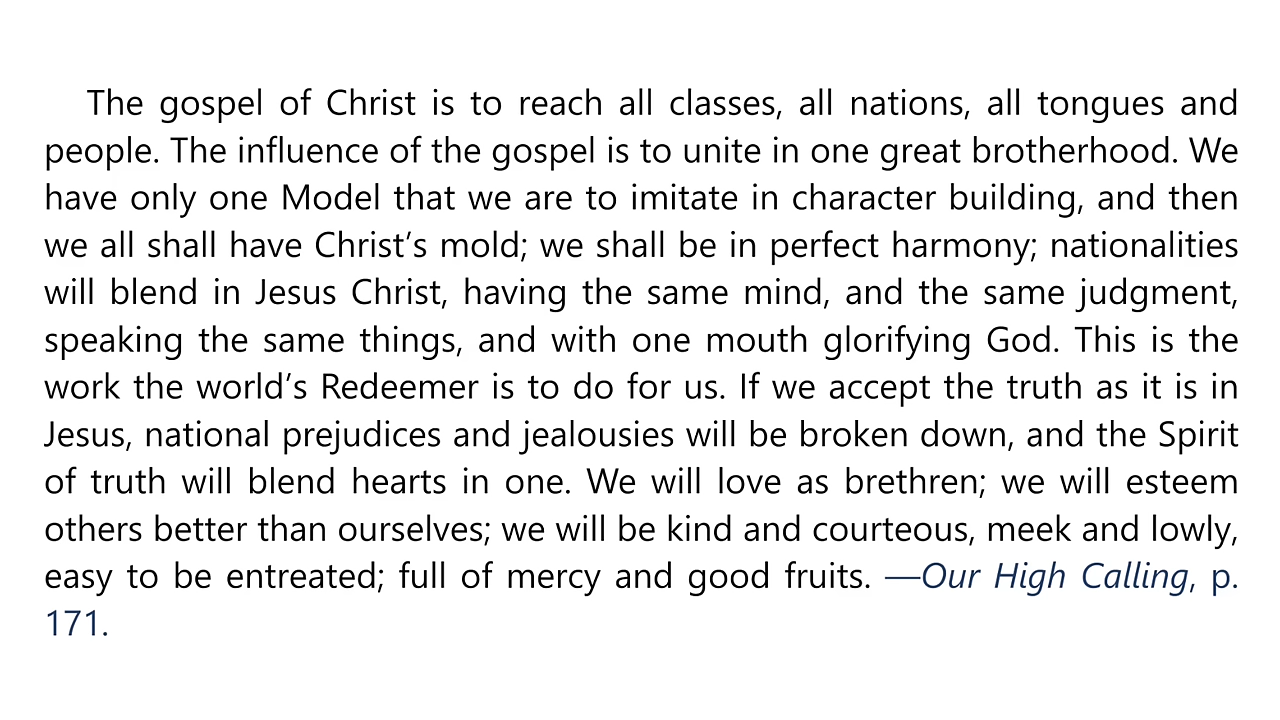 The gospel of Christ is to reach all classes, all nations, all tongues and
people. The influence of the gospel is to unite in one great brotherhood. We
have only one Model that we are to imitate in character building, and then
we all shall have Christ’s mold; we shall be in perfect harmony; nationalities
will blend in Jesus Christ, having the same mind, and the same judgment,
speaking the same things, and with one mouth glorifying God. This is the
work the world’s Redeemer is to do for us. If we accept the truth as it is in
Jesus, national prejudices and jealousies will be broken down, and the Spirit
of truth will blend hearts in one. We will love as brethren; we will esteem
others better than ourselves; we will be kind and courteous, meek and lowly,
easy to be entreated; full of mercy and good fruits. —Our High Calling, p.
171.